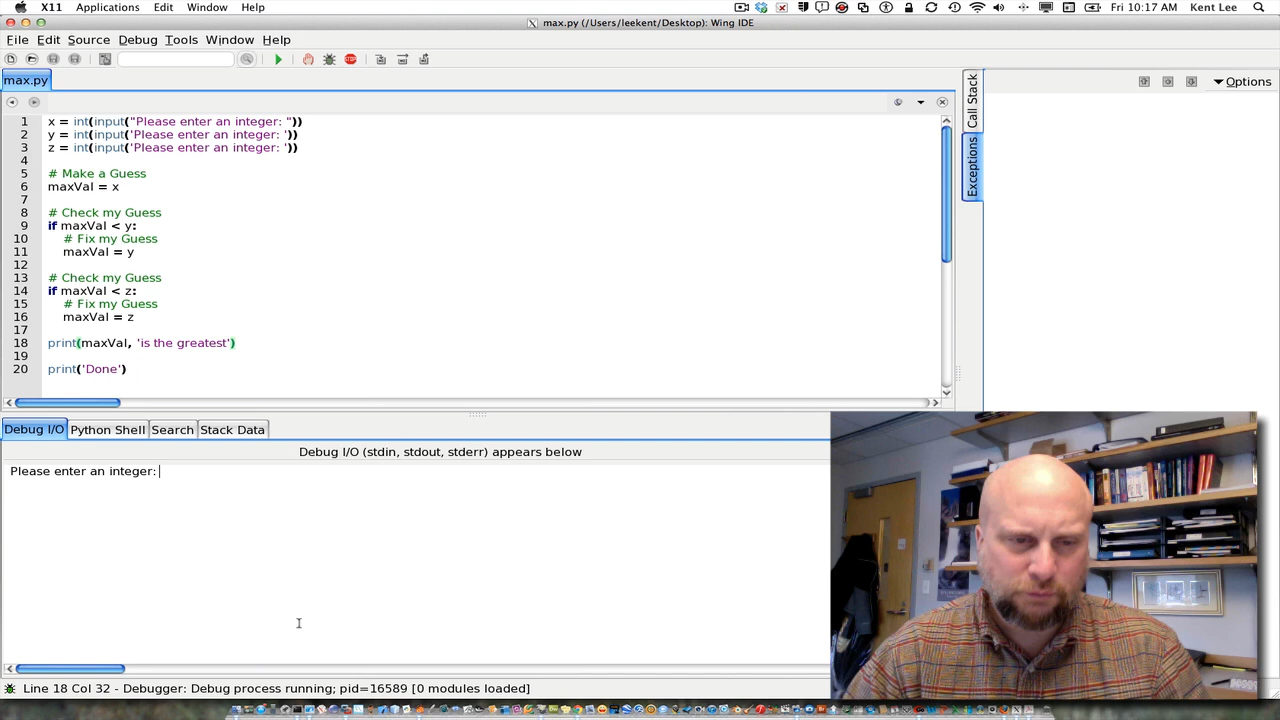 X11 Applications Edit Window Help
Fri 10:17 AM Kent Lee
max.py (/Users/leekent/Desktop): Wing IDE
File Edit Source Debug Tools Window Help
STOP
max.py
Options
Call Stack
Exceptions
1 x = int(input("Please enter an integer: "))
2 y = int(input('Please enter an integer: '))
3 z = int(input('Please enter an integer: '))
4
5 # Make a Guess
6 maxVal = x
7
8 # Check my Guess
9 if maxVal < y:
10 # Fix my Guess
11 maxVal = y
12
13 # Check my Guess
14 if maxVal < z:
15 # Fix my Guess
16 maxVal = z
17
18 print(maxVal, 'is the greatest')
19
20 print('Done')
Debug I/O Python Shell Search Stack Data
Debug I/O (stdin, stdout, stderr) appears below
Please enter an integer:
Line 18 Col 32 - Debugger: Debug process running; pid=16589 [0 modules loaded]